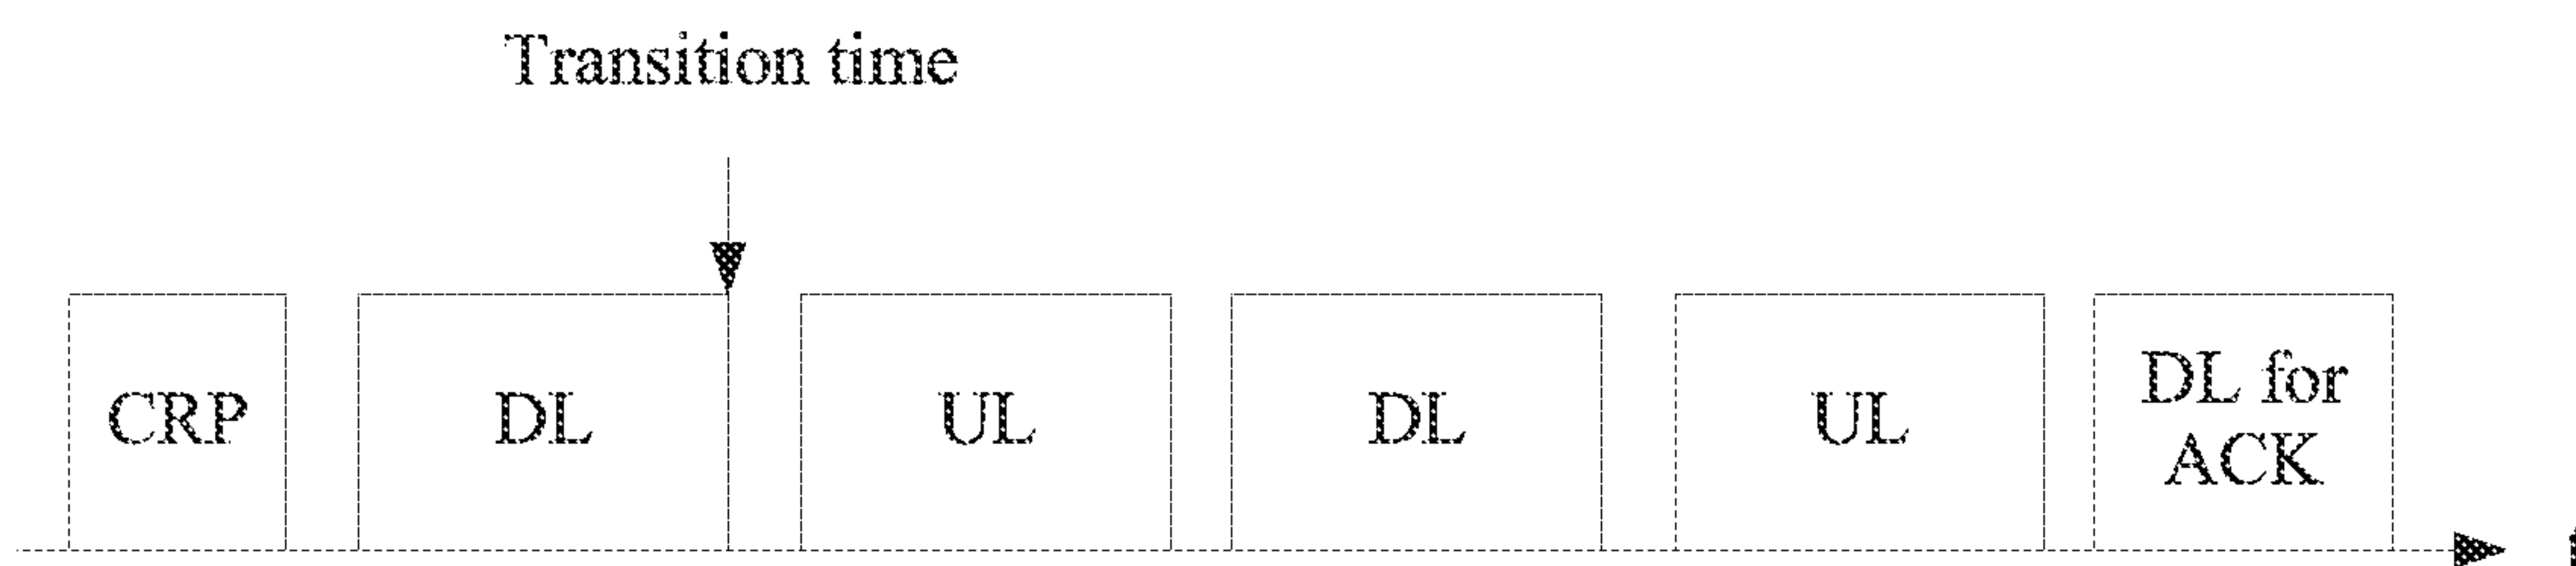 Transition time
CRP
DL
UL
DL
UL
DL for
ACK